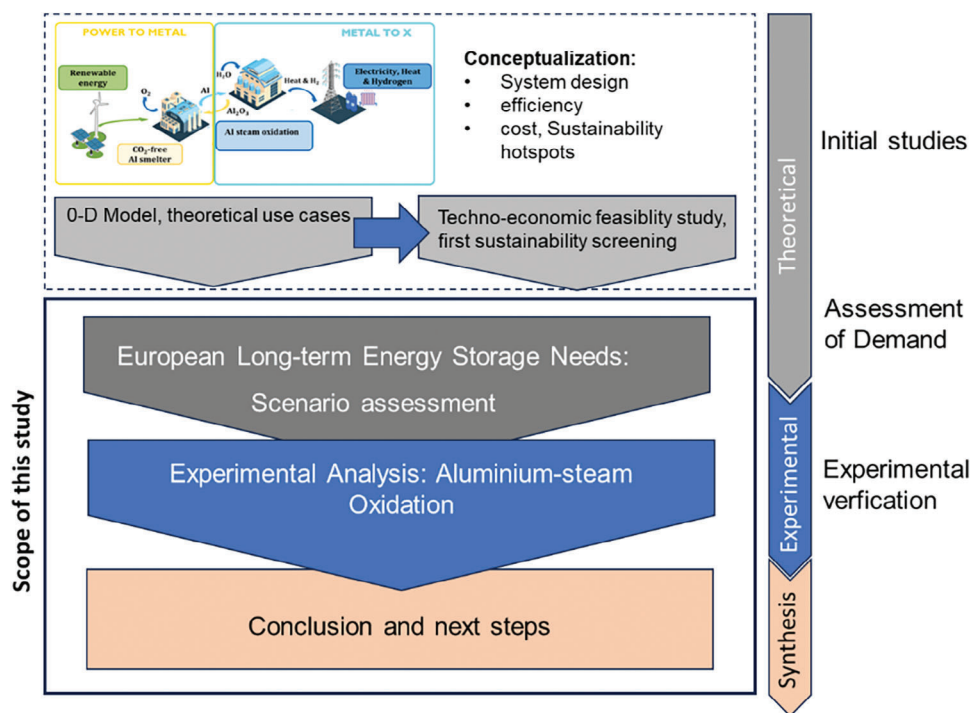 POWER TO METAL
METAL TO X
Renewable
energy
O₂
Al
H₂O
Heat & H₂
Electricity, Heat
& Hydrogen
Al₂O₃
Al steam oxidation
CO₂-free
Al smelter
Conceptualization:
• System design
• efficiency
• cost, Sustainability
hotspots
0-D Model, theoretical use cases
Techno-economic feasiblity study,
first sustainability screening
Scope of this study
European Long-term Energy Storage Needs:
Scenario assessment
Experimental Analysis: Aluminium-steam
Oxidation
Conclusion and next steps
Theoretical
Experimental
Synthesis
Initial studies
Assessment
of Demand
Experimental
verfication